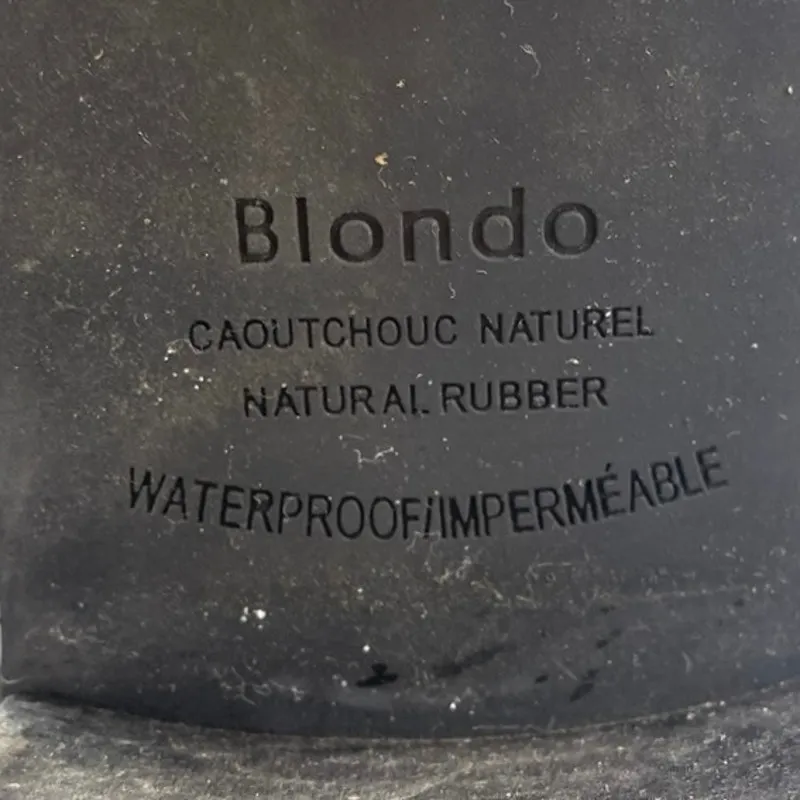 Blondo
CAOUTCHOUC NATUREL
NATURAL RUBBER
WATERPROOF/IMPERMÉABLE